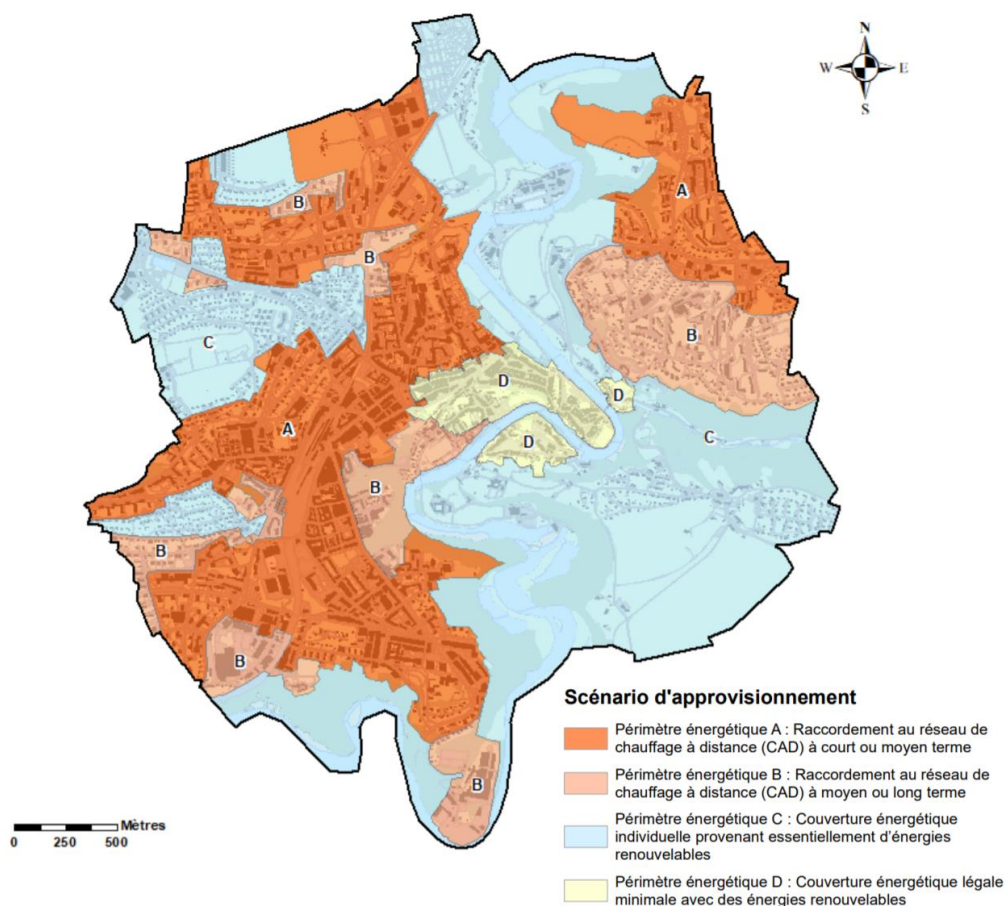 N
W E
S
A
B
B
B
C
D
D
A
D
C
B
B
B
B
Scénario d'approvisionnement
Périmètre énergétique A : Raccordement au réseau de
chauffage à distance (CAD) à court ou moyen terme
Périmètre énergétique B : Raccordement au réseau de
chauffage à distance (CAD) à moyen ou long terme
Périmètre énergétique C : Couverture énergétique
individuelle provenant essentiellement d'énergies
renouvelables
Périmètre énergétique D : Couverture énergétique légale
minimale avec des énergies renouvelables
Mètres
0 250 500